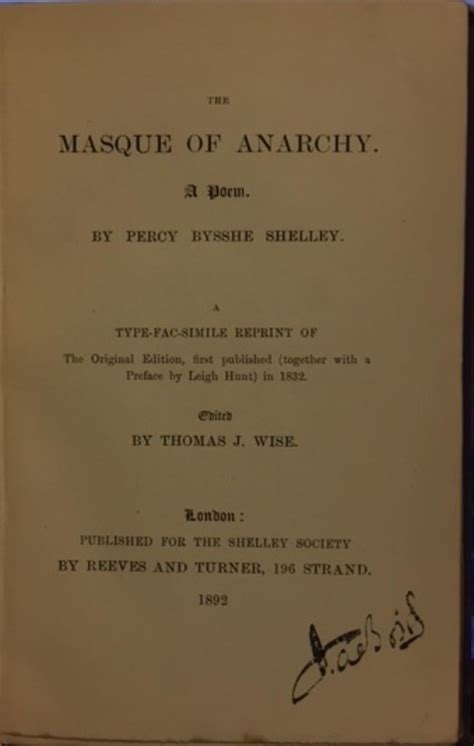 THE
MASQUE OF ANARCHY.
A Poem.
BY PERCY BYSSHE SHELLEY.
A
TYPE-FAC-SIMILE REPRINT OF
The Original Edition, first published (together with a
Preface by Leigh Hunt) in 1832.
Edited
BY THOMAS J. WISE.
London:
PUBLISHED FOR THE SHELLEY SOCIETY
BY REEVES AND TURNER, 196 STRAND.
1892